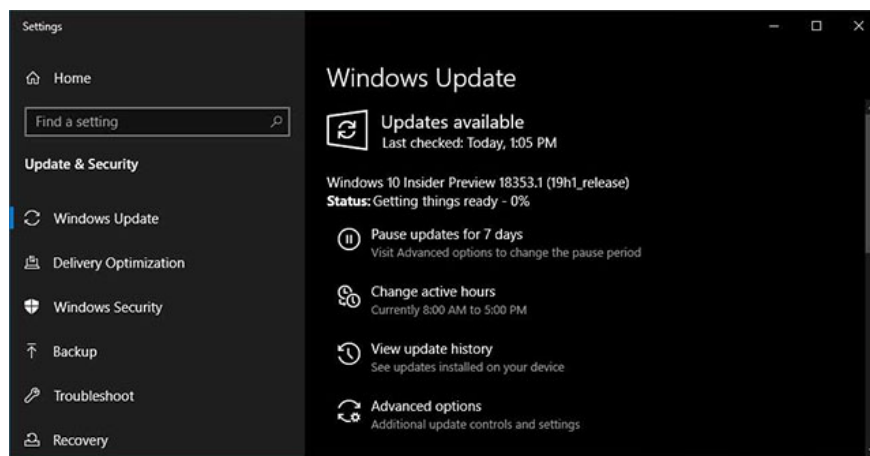 Settings
Home
Find a setting
Update & Security
Windows Update
Delivery Optimization
Windows Security
Backup
Troubleshoot
Recovery
Windows Update
Updates available
Last checked: Today, 1:05 PM
Windows 10 Insider Preview 18353.1 (19h1_release)
Status: Getting things ready - 0%
Pause updates for 7 days
Visit Advanced options to change the pause period
Change active hours
Currently 8:00 AM to 5:00 PM
View update history
See updates installed on your device
Advanced options
Additional update controls and settings